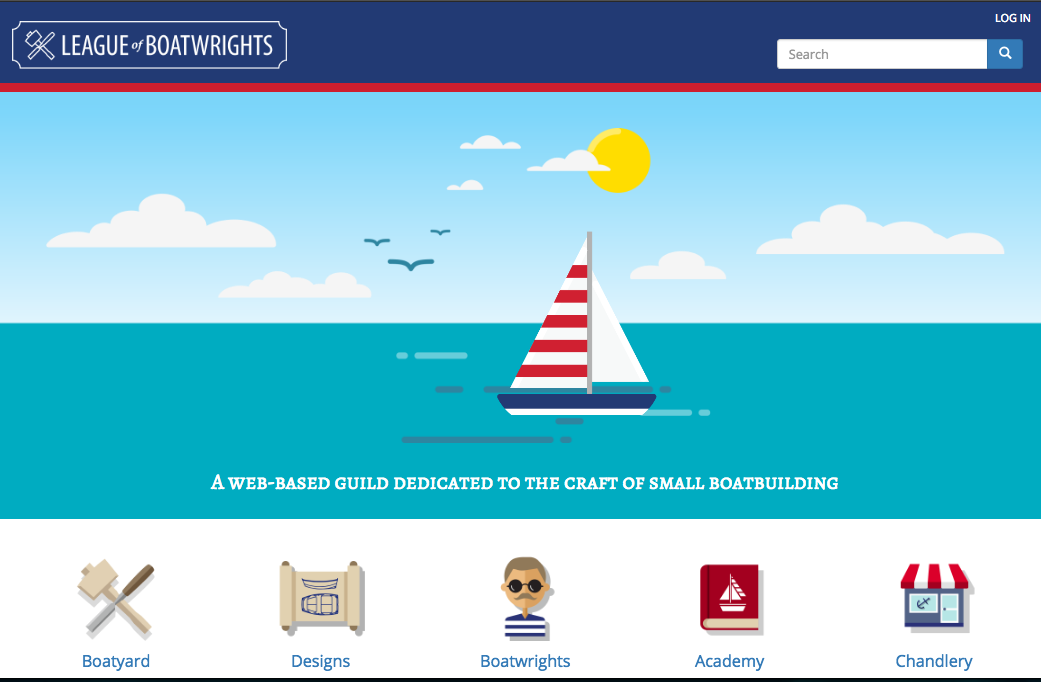 LOG IN
LEAGUE of BOATWRIGHTS
Search
A WEB-BASED GUILD DEDICATED TO THE CRAFT OF SMALL BOATBUILDING
Boatyard
Designs
Boatwrights
Academy
Chandlery